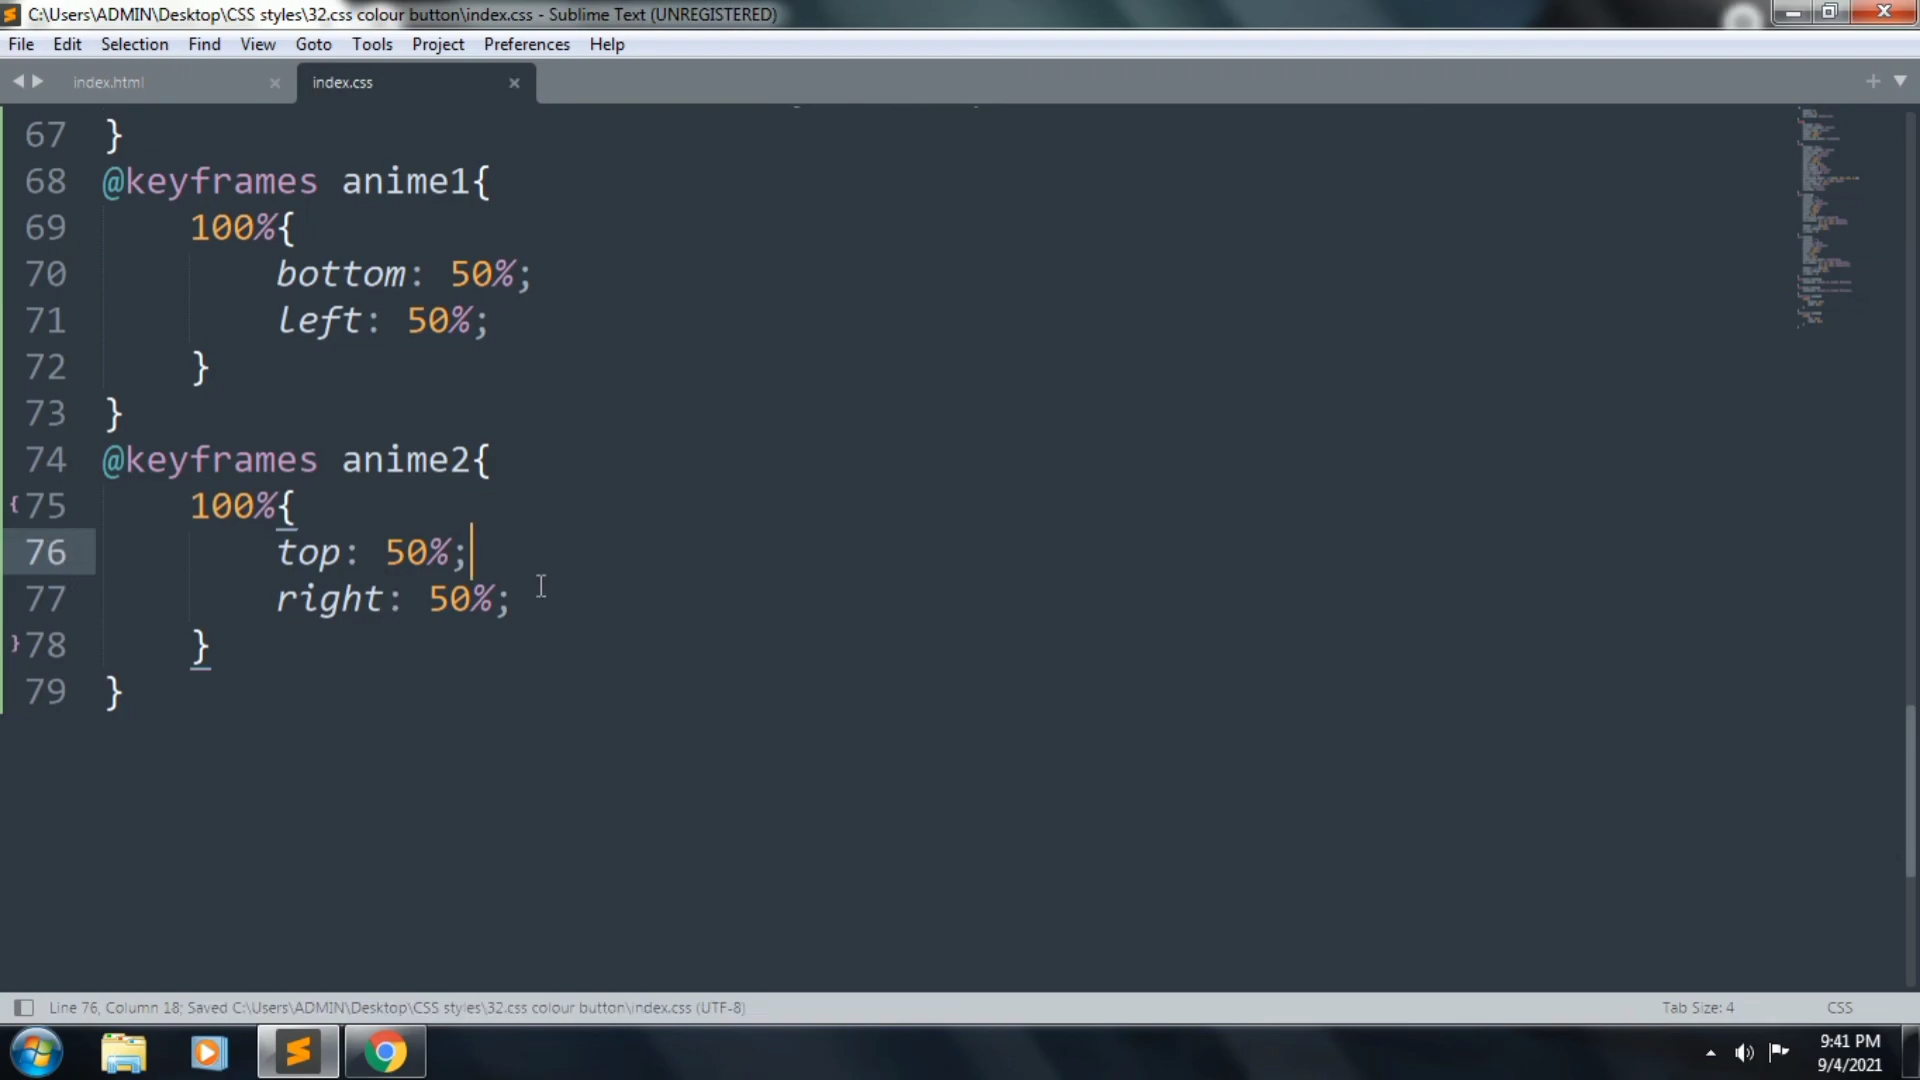 C:\Users\ADMIN\Desktop\CSS styles\32.css colour button\index.css - Sublime Text (UNREGISTERED)
File Edit Selection Find View Goto Tools Project Preferences Help
index.html
index.css
67 }
68 @keyframes anime1{
69 100%{
70 bottom: 50%;
71 left: 50%;
72 }
73 }
74 @keyframes anime2{
75 100%{
76 top: 50%;
77 right: 50%;
78 }
79 }
Line 76, Column 18; Saved C:\Users\ADMIN\Desktop\CSS styles\32.css colour button\index.css (UTF-8)
Tab Size: 4
CSS
9:41 PM
9/4/2021